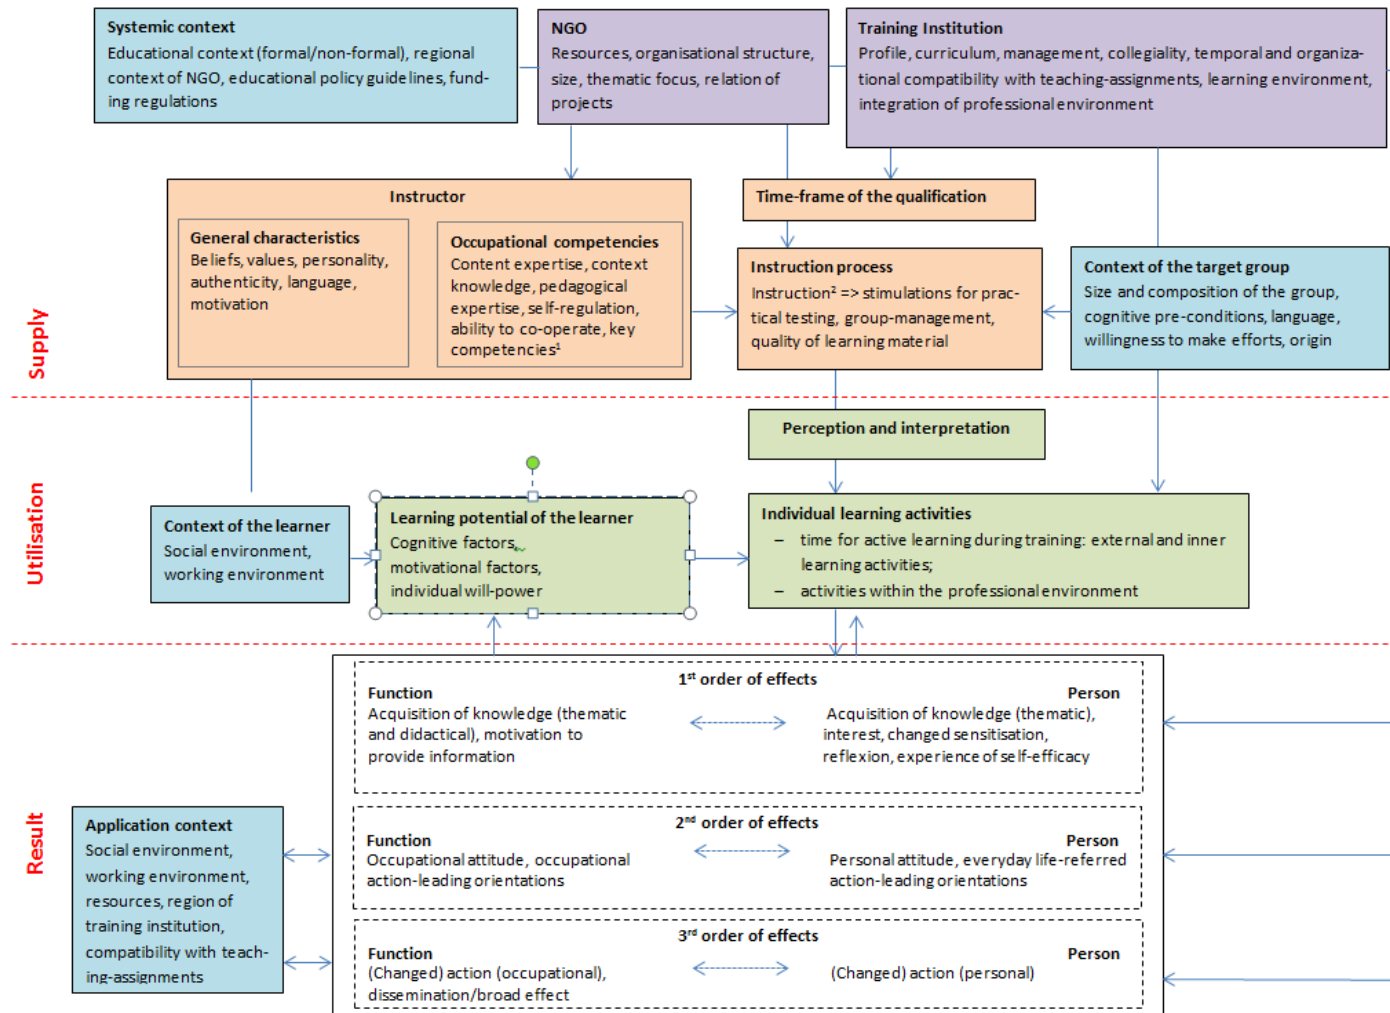 Systemic context
Educational context (formal/non-formal), regional
context of NGO, educational policy guidelines, fund-
ing regulations
NGO
Resources, organisational structure,
size, thematic focus, relation of
projects
Training Institution
Profile, curriculum, management, collegiality, temporal and organiza-
tional compatibility with teaching-assignments, learning environment,
integration of professional environment
Supply
Instructor
General characteristics
Beliefs, values, personality,
authenticity, language,
motivation
Occupational competencies
Content expertise, context
knowledge, pedagogical
expertise, self-regulation,
ability to co-operate, key
competencies¹
Time-frame of the qualification
Instruction process
Instruction² => stimulations for prac-
tical testing, group-management,
quality of learning material
Context of the target group
Size and composition of the group,
cognitive pre-conditions, language,
willingness to make efforts, origin
Utilisation
Perception and interpretation
Context of the learner
Social environment,
working environment
Learning potential of the learner
Cognitive factors,
motivational factors,
individual will-power
Individual learning activities
– time for active learning during training: external and inner
learning activities;
– activities within the professional environment
Result
1st order of effects
Function
Acquisition of knowledge (thematic
and didactical), motivation to
provide information
Person
Acquisition of knowledge (thematic),
interest, changed sensitisation,
reflexion, experience of self-efficacy
Application context
Social environment,
working environment,
resources, region of
training institution,
compatibility with teach-
ing-assignments
2nd order of effects
Function
Occupational attitude, occupational
action-leading orientations
Person
Personal attitude, everyday life-referred
action-leading orientations
3rd order of effects
Function
(Changed) action (occupational),
dissemination/broad effect
Person
(Changed) action (personal)